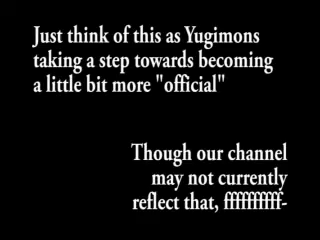 Just think of this as Yugimons
taking a step towards becoming
a little bit more "official"
Though our channel
may not currently
reflect that, ffffffffff-